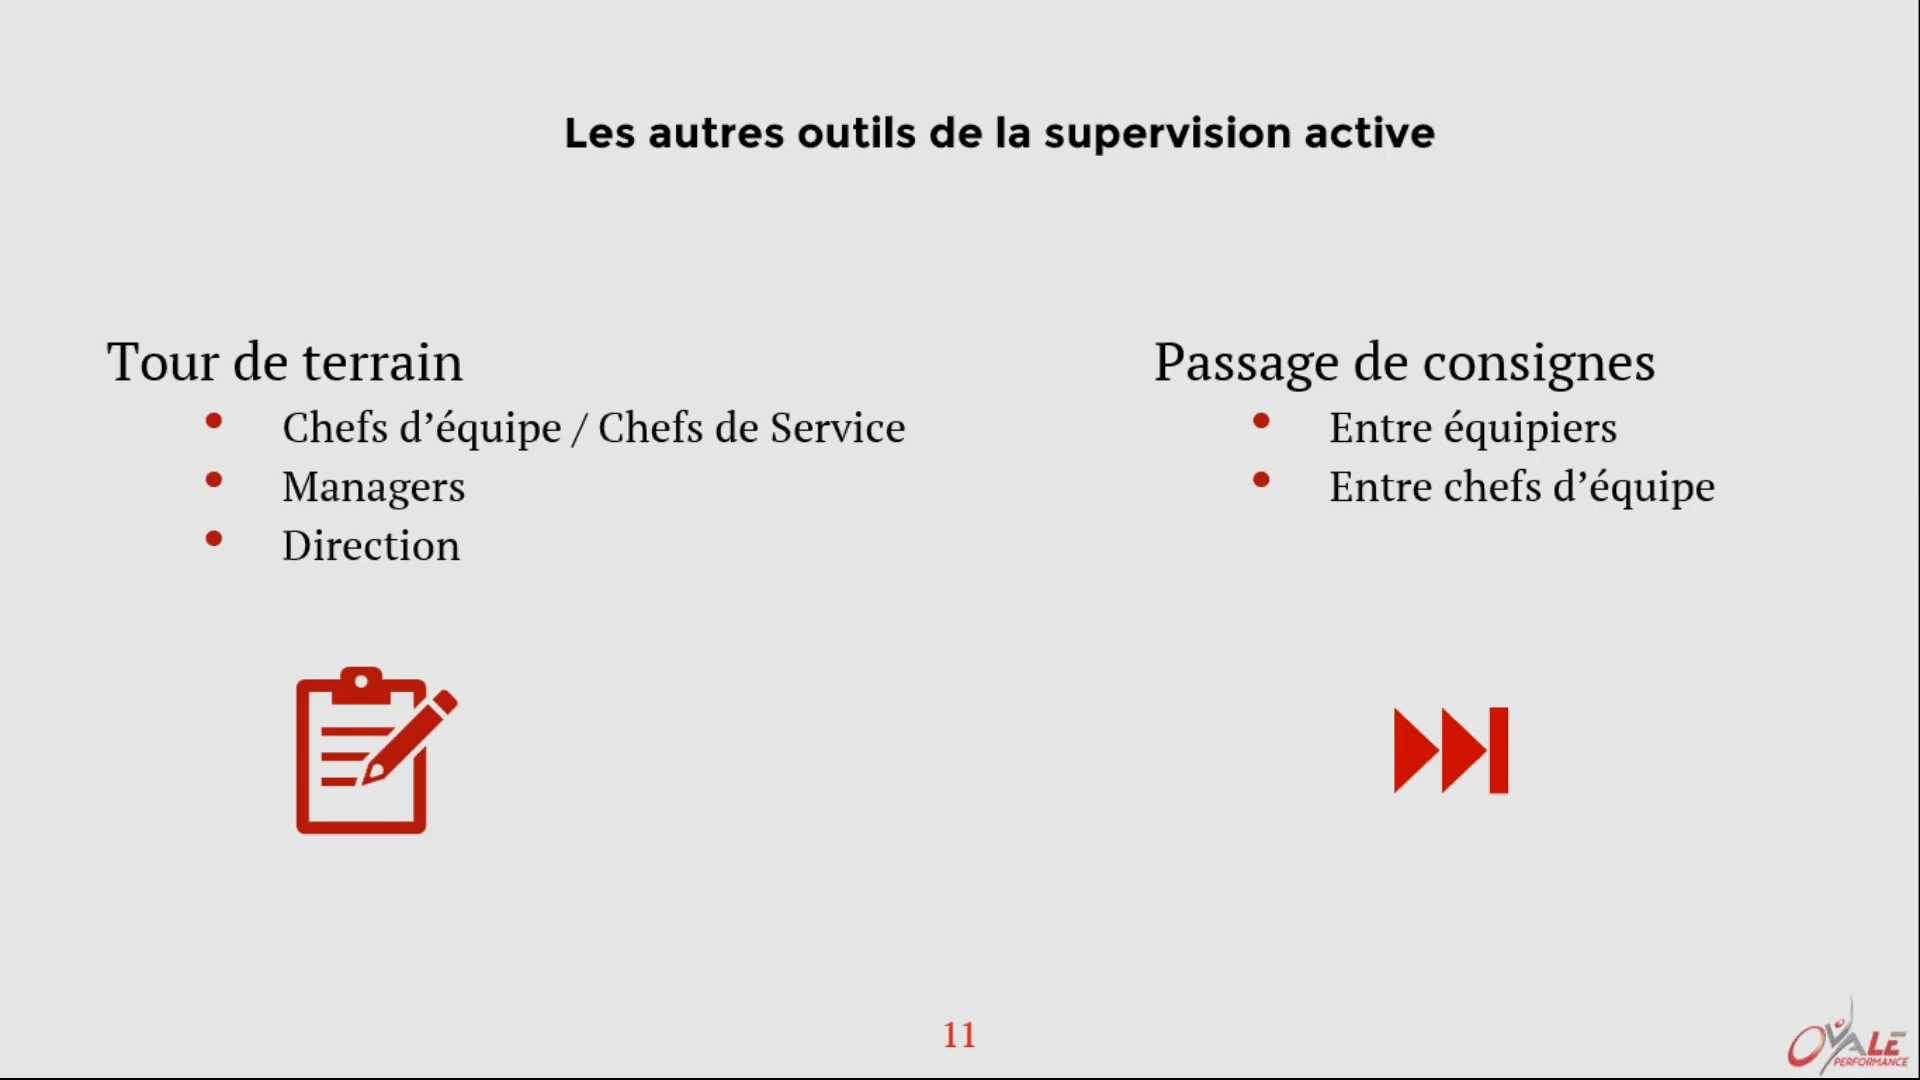 Les autres outils de la supervision active
Tour de terrain
• Chefs d’équipe / Chefs de Service
• Managers
• Direction
Passage de consignes
• Entre équipiers
• Entre chefs d’équipe
11
OVALE
PERFORMANCE